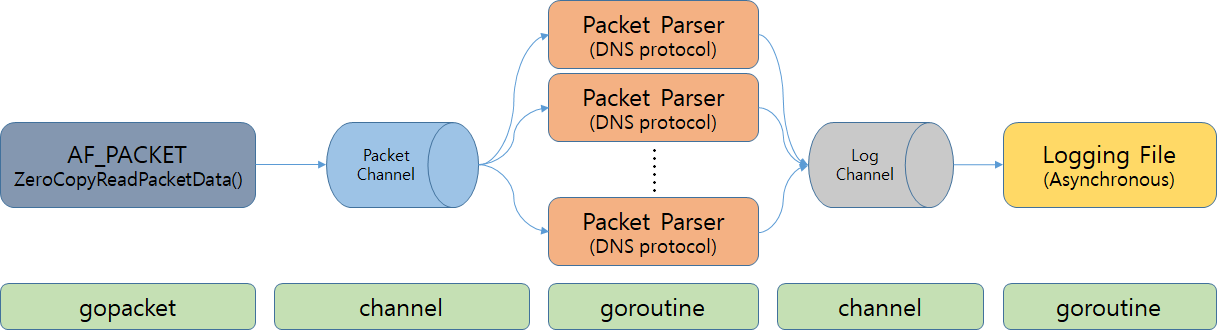 AF_PACKET
ZeroCopyReadPacketData()
Packet
Channel
Packet Parser
(DNS protocol)
Packet Parser
(DNS protocol)
Packet Parser
(DNS protocol)
Log
Channel
Logging File
(Asynchronous)
gopacket
channel
goroutine
channel
goroutine